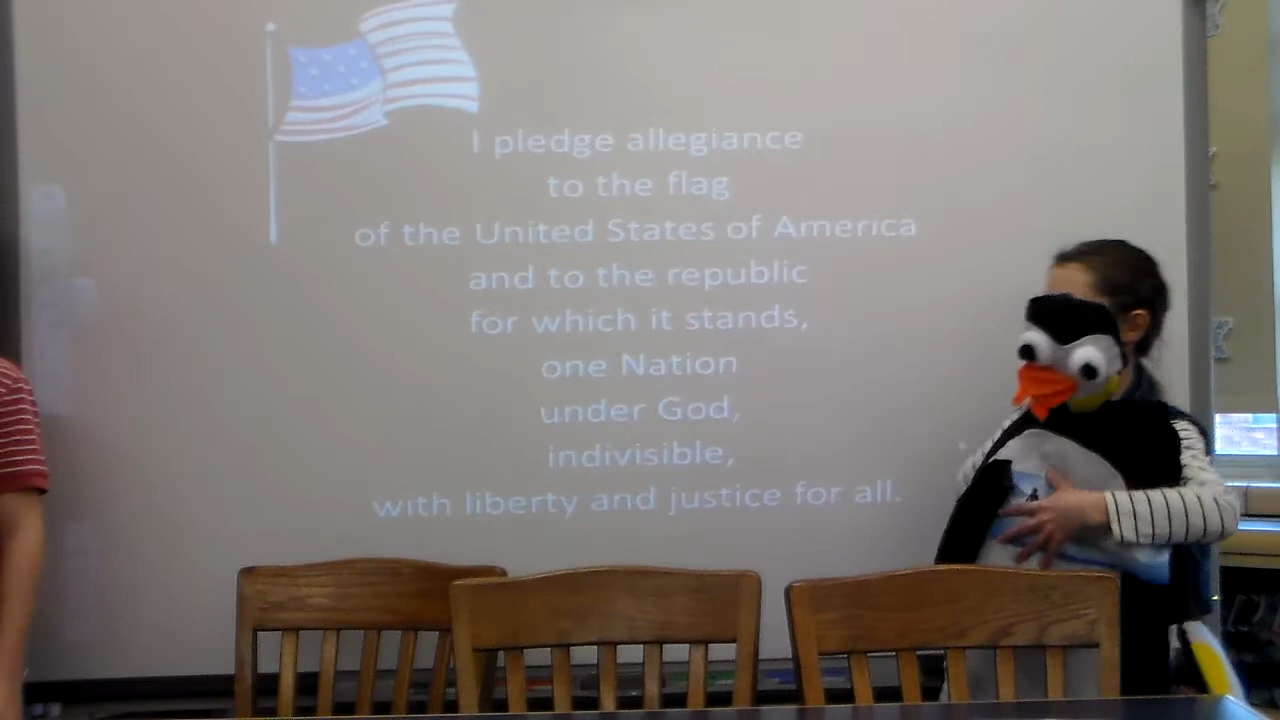 I pledge allegiance
to the flag
of the United States of America
and to the republic
for which it stands,
one Nation
under God,
indivisible,
with liberty and justice for all.